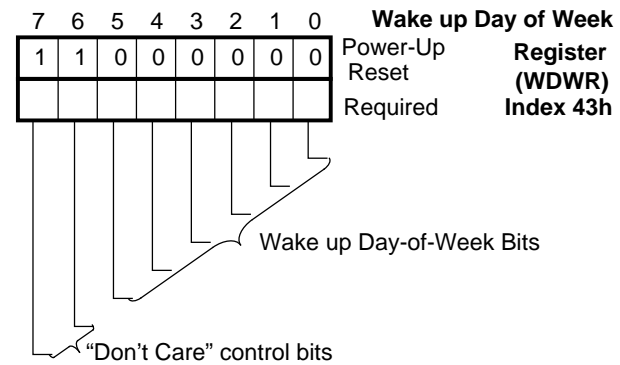 7 6 5 4 3 2 1 0
Wake up Day of Week
Register
(WDWR)
Index 43h
1 1 0 0 0 0 0 0
Power-Up
Reset
Required
Wake up Day-of-Week Bits
“Don’t Care” control bits